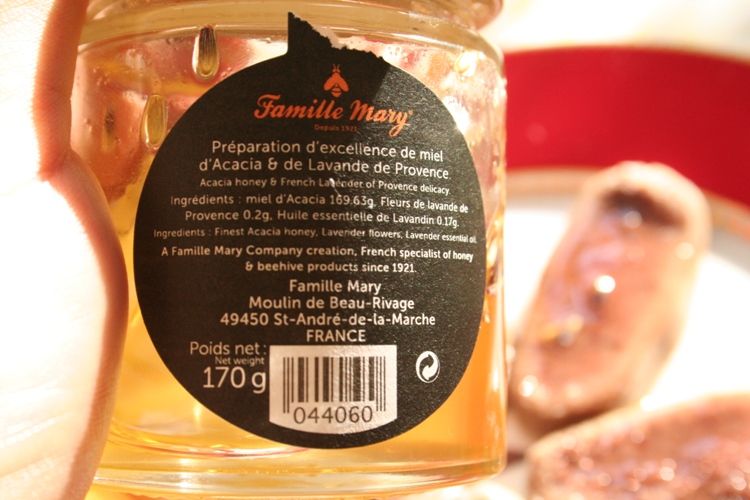 Famille Mary
Depuis 1921
Préparation d'excellence de miel
d'Acacia & de Lavande de Provence
Acacia honey & French Lavender of Provence delicacy
Ingrédients : miel d'Acacia 169.63g, Fleurs de lavande de
Provence 0.2g, Huile essentielle de Lavandin 0.17g.
Ingredients : Finest Acacia honey, Lavender flowers, Lavender essential oil.
A Famille Mary Company creation, French specialist of honey
& beehive products since 1921.
Famille Mary
Moulin de Beau-Rivage
49450 St-André-de-la-Marche
FRANCE
Poids net :
Net weight
170 g
044060